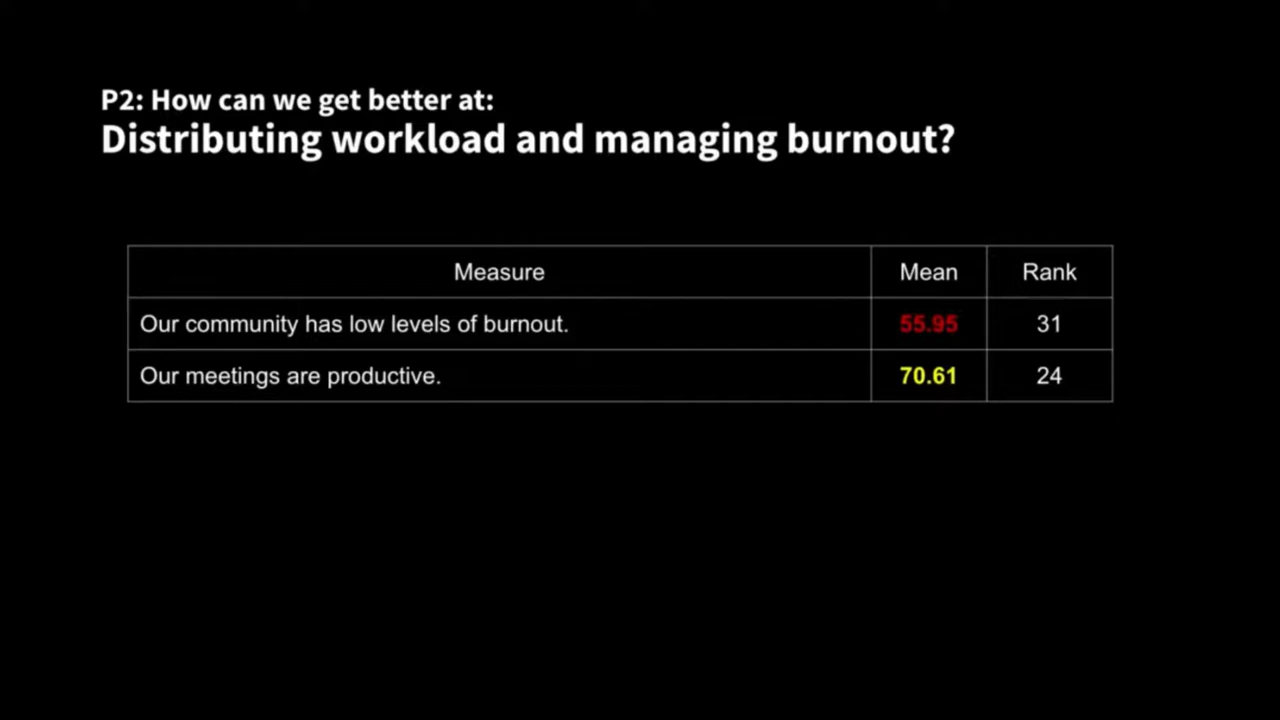 P2: How can we get better at:
Distributing workload and managing burnout?
Measure Mean Rank
Our community has low levels of burnout. 55.95 31
Our meetings are productive. 70.61 24